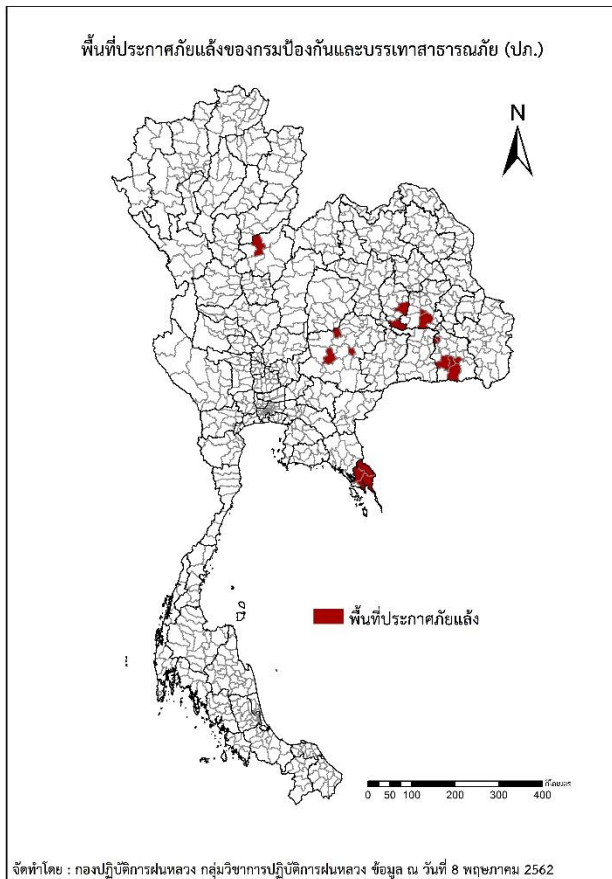 พื้นที่ประกาศภัยแล้งของกรมป้องกันและบรรเทาสาธารณภัย (ปภ.)
N
พื้นที่ประกาศภัยแล้ง
กิโลเมตร
0 25 50 100 200 300 400
จัดทำโดย : กองปฏิบัติการฝนหลวง กลุ่มวิชาการปฏิบัติการฝนหลวง ข้อมูล ณ วันที่ 8 พฤษภาคม 2562